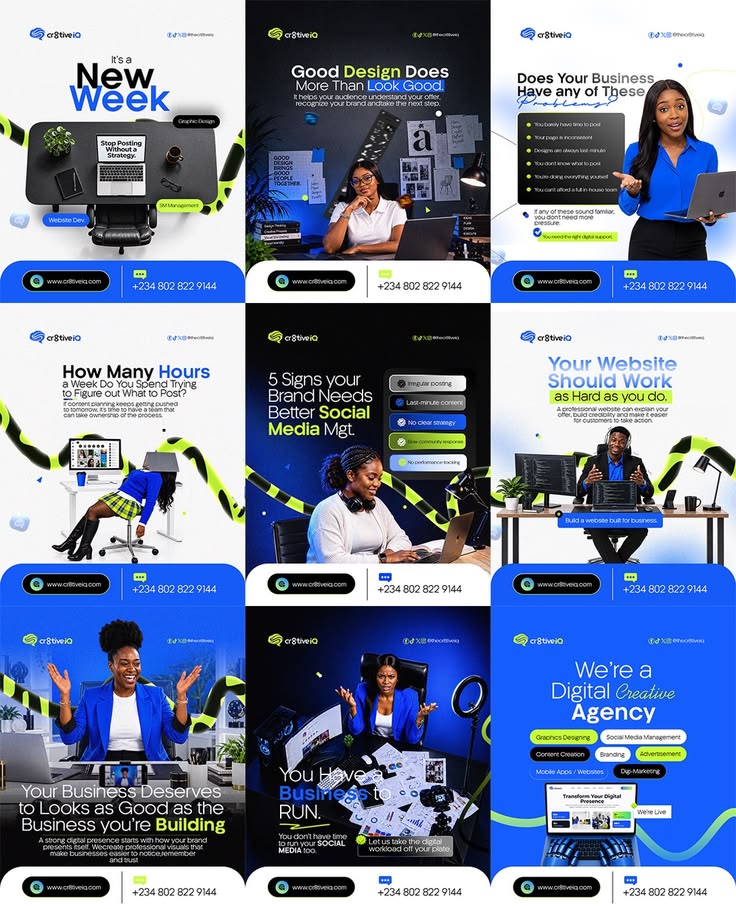 cr8tiveiQ
@thecr8tiveiq
It's a
New
Week
Graphic Design
Stop Posting
Without a
Strategy.
SM Management
Website Dev.
www.cr8tiveiq.com
+234 802 822 9144
cr8tiveiQ
@thecr8tiveiq
Good Design Does
More Than Look Good.
It helps your audience understand your offer,
recognize your brand andtake the next step.
a
GOOD
DESIGN
BRINGS
GOOD
PEOPLE
TOGETHER.
Design Thinking
Creative Process
www.cr8tiveiq.com
+234 802 822 9144
cr8tiveiQ
@thecr8tiveiq
Does Your Business
Have any of These
Problems?
You barely have time to post
Your page is inconsistent
Designs are always last-minute
You don't know what to post
You're doing everything yourself
You can't afford a full in-house team
If any of these sound familiar,
you don't need more
pressure.
You need the right digital support.
www.cr8tiveiq.com
+234 802 822 9144
cr8tiveiQ
@thecr8tiveiq
How Many Hours
a Week Do You Spend Trying
to Figure out What to Post?
If content planning keeps getting pushed
to tomorrow, it's time to have a team that
can take ownership of the process.
www.cr8tiveiq.com
+234 802 822 9144
cr8tiveiQ
@thecr8tiveiq
5 Signs your
Brand Needs
Better Social
Media Mgt.
Irregular posting
Last-minute content
No clear strategy
Slow community response
No performance tracking
www.cr8tiveiq.com
+234 802 822 9144
cr8tiveiQ
@thecr8tiveiq
Your Website
Should Work
as Hard as you do.
A professional website can explain your
offer, build credibility and make it easier
for customers to take action.
Build a website built for business.
www.cr8tiveiq.com
+234 802 822 9144
cr8tiveiQ
@thecr8tiveiq
Your Business Deserves
to Looks as Good as the
Business you're Building
A strong digital presence starts with how your brand
presents itself. Wecreate professional visuals that
make businesses easier to notice,remember
and trust
www.cr8tiveiq.com
+234 802 822 9144
cr8tiveiQ
@thecr8tiveiq
You Have a
Business to
RUN.
You don't have time
to run your SOCIAL
MEDIA too.
Let us take the digital
workload off your plate.
www.cr8tiveiq.com
+234 802 822 9144
cr8tiveiQ
@thecr8tiveiq
We're a
Digital Creative
Agency
Graphics Designing
Social Media Management
Content Creation
Branding
Advertisement
Mobile Apps / Websites
Digi-Marketing
Transform Your Digital
Presence
We're Live
www.cr8tiveiq.com
+234 802 822 9144